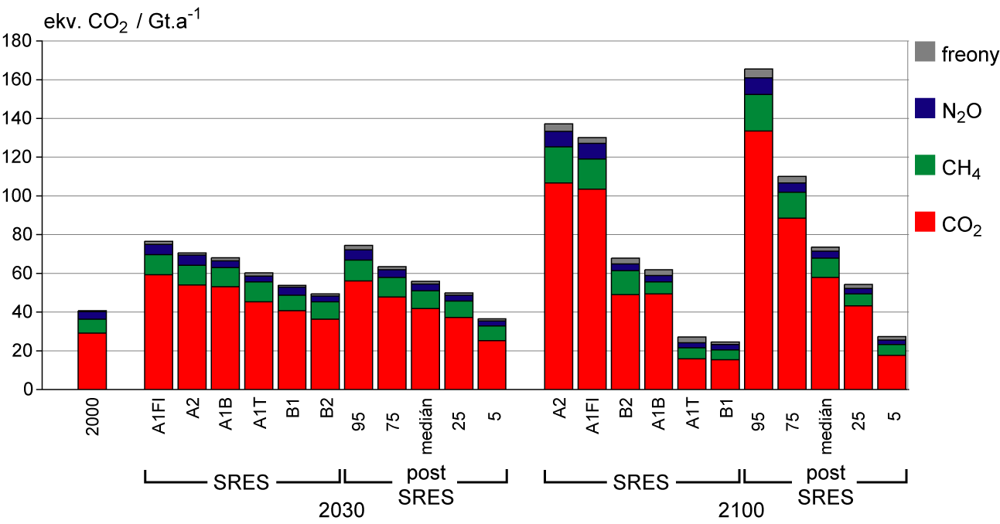 ekv. CO₂ / Gt.a⁻¹
180
160
140
120
100
80
60
40
20
0
freony
N₂O
CH₄
CO₂
2000
A1FI
A2
A1B
A1T
B1
B2
95
75
medián
25
5
A2
A1FI
B2
A1B
A1T
B1
95
75
medián
25
5
SRES
post
SRES
SRES
post
SRES
2030
2100